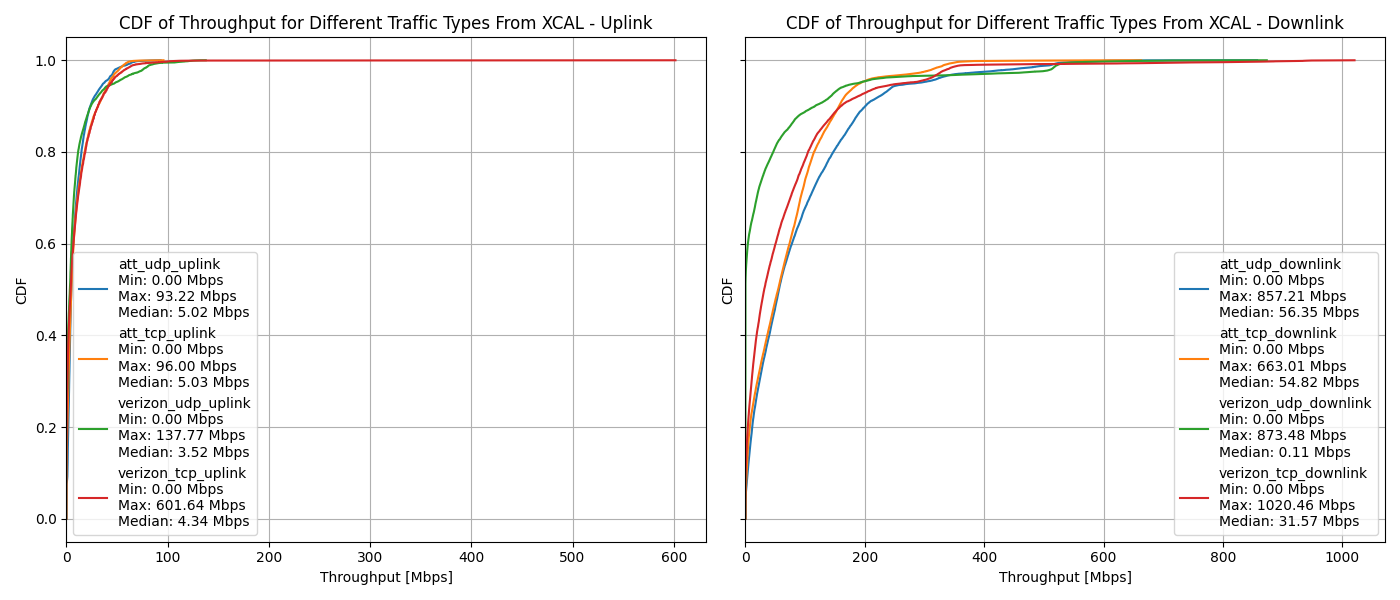 CDF of Throughput for Different Traffic Types From XCAL - Uplink
1.0
0.8
0.6
0.4
0.2
0.0
CDF
att_udp_uplink
Min: 0.00 Mbps
Max: 93.22 Mbps
Median: 5.02 Mbps
att_tcp_uplink
Min: 0.00 Mbps
Max: 96.00 Mbps
Median: 5.03 Mbps
verizon_udp_uplink
Min: 0.00 Mbps
Max: 137.77 Mbps
Median: 3.52 Mbps
verizon_tcp_uplink
Min: 0.00 Mbps
Max: 601.64 Mbps
Median: 4.34 Mbps
0 100 200 300 400 500 600
Throughput [Mbps]
CDF of Throughput for Different Traffic Types From XCAL - Downlink
CDF
att_udp_downlink
Min: 0.00 Mbps
Max: 857.21 Mbps
Median: 56.35 Mbps
att_tcp_downlink
Min: 0.00 Mbps
Max: 663.01 Mbps
Median: 54.82 Mbps
verizon_udp_downlink
Min: 0.00 Mbps
Max: 873.48 Mbps
Median: 0.11 Mbps
verizon_tcp_downlink
Min: 0.00 Mbps
Max: 1020.46 Mbps
Median: 31.57 Mbps
0 200 400 600 800 1000
Throughput [Mbps]